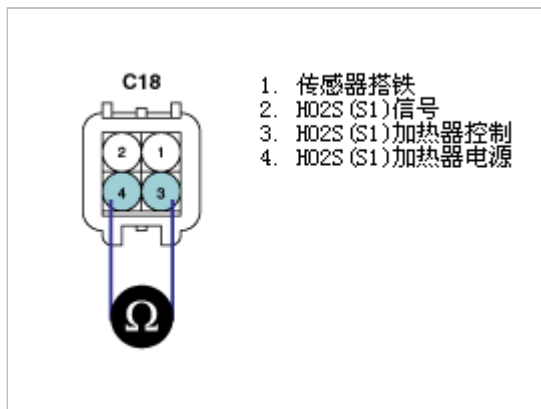 C18
1. 传感器搭铁
2. HO2S(S1)信号
3. HO2S(S1)加热器控制
4. HO2S(S1)加热器电源
2 1
4 3
Ω